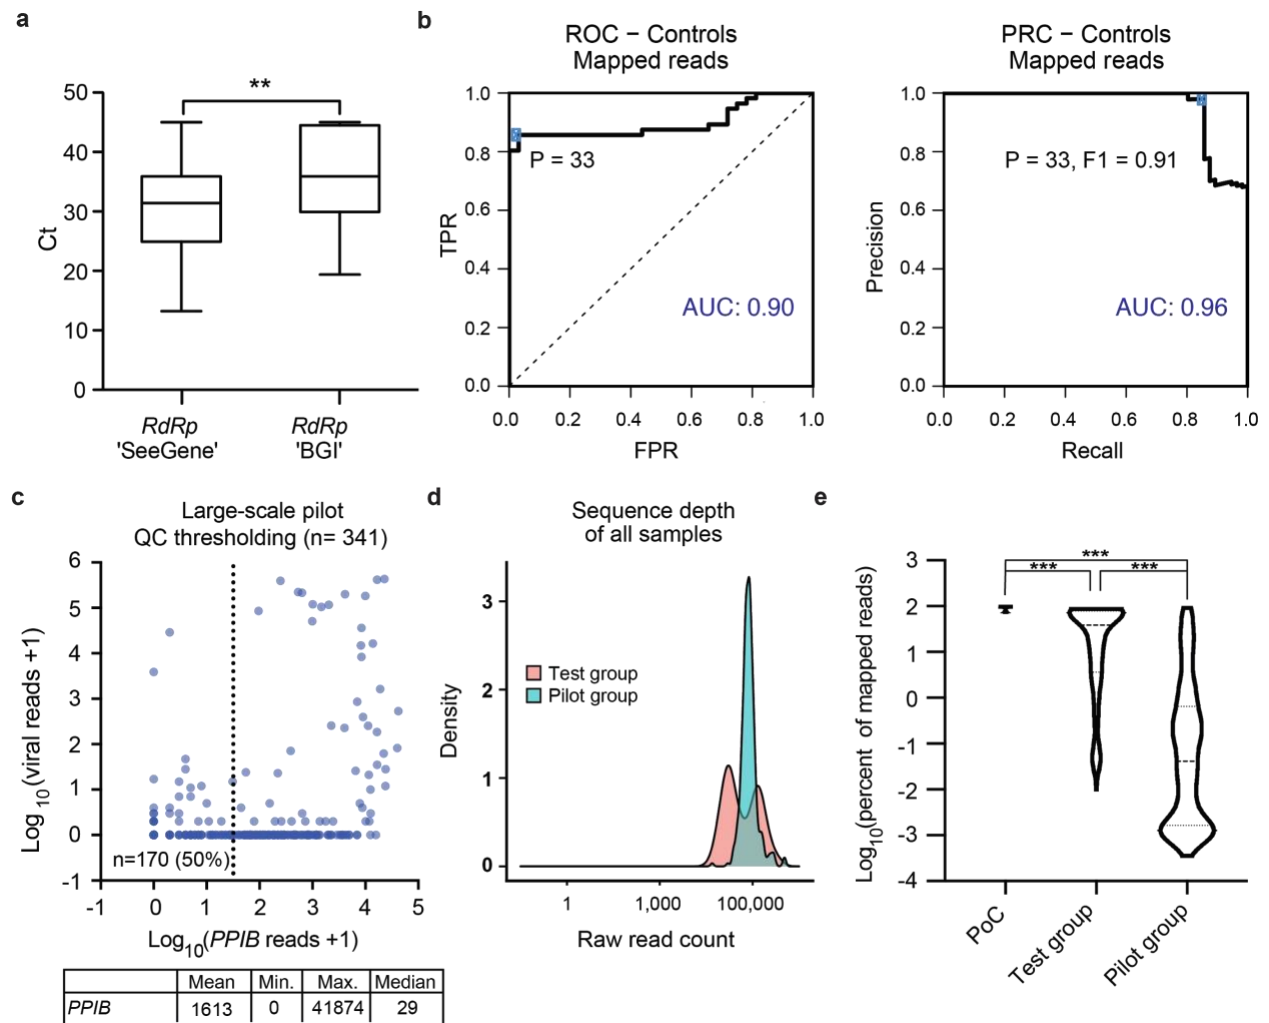 a
**
50
40
30
20
10
0
Ct
RdRp
'SeeGene'
RdRp
'BGI'
b
ROC − Controls
Mapped reads
1.0
0.8
0.6
0.4
0.2
0.0
TPR
P = 33
AUC: 0.90
0.0 0.2 0.4 0.6 0.8 1.0
FPR
PRC − Controls
Mapped reads
1.0
0.8
0.6
0.4
0.2
0.0
Precision
P = 33, F1 = 0.91
AUC: 0.96
0.0 0.2 0.4 0.6 0.8 1.0
Recall
c
Large-scale pilot
QC thresholding (n= 341)
6
5
4
3
2
1
0
-1
Log10(viral reads +1)
n=170 (50%)
-1 0 1 2 3 4 5
Log10(PPIB reads +1)
Mean Min. Max. Median
PPIB 1613 0 41874 29
d
Sequence depth
of all samples
3
2
1
0
Density
Test group
Pilot group
1 1,000 100,000
Raw read count
e
***
*** ***
3
2
1
0
-1
-2
-3
-4
Log10(percent of mapped reads)
PoC
Test group
Pilot group